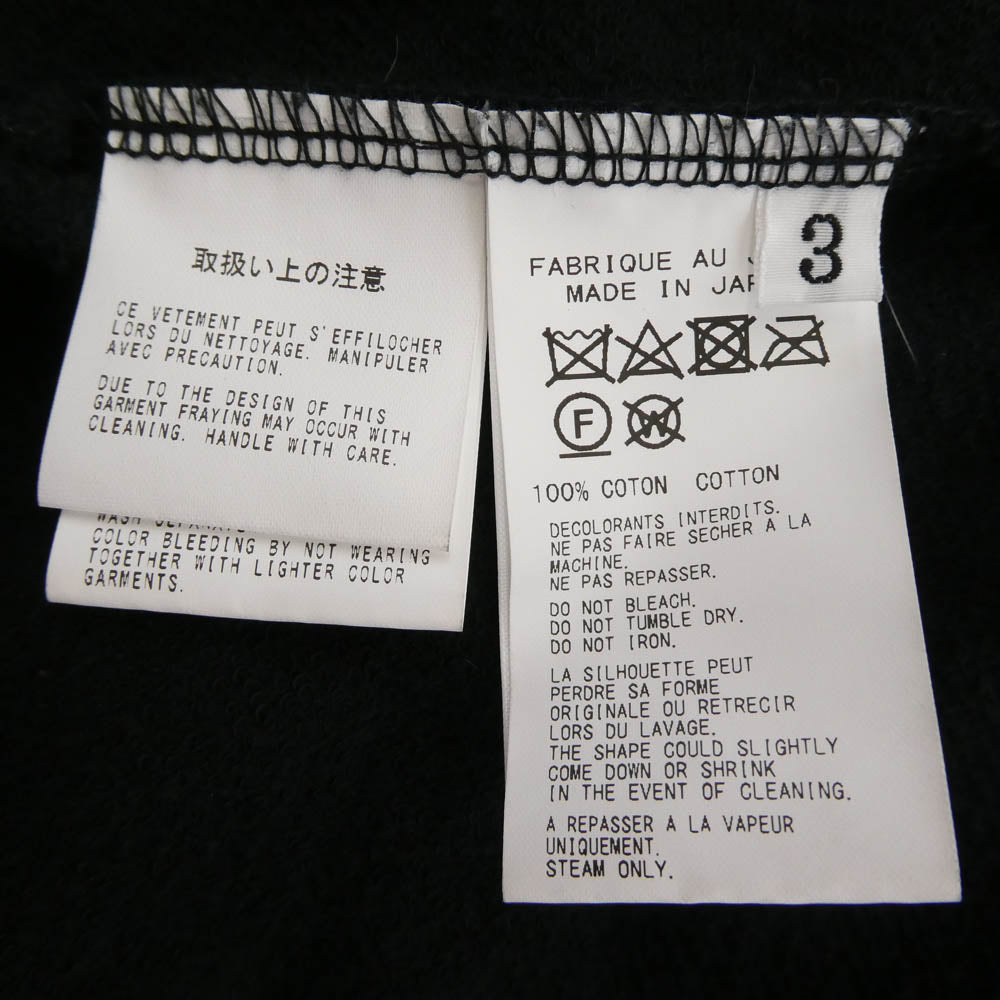 取扱い上の注意
CE VETEMENT PEUT S'EFFILOCHER
LORS DU NETTOYAGE. MANIPULER
AVEC PRECAUTION.
DUE TO THE DESIGN OF THIS
GARMENT FRAYING MAY OCCUR WITH
CLEANING. HANDLE WITH CARE.
COLOR BLEEDING BY NOT WEARING
TOGETHER WITH LIGHTER COLOR
GARMENTS.
3
FABRIQUE AU
MADE IN
F
W
100% COTON COTTON
DECOLORANTS INTERDITS.
NE PAS FAIRE SECHER A LA
MACHINE.
NE PAS REPASSER.
DO NOT BLEACH.
DO NOT TUMBLE DRY.
DO NOT IRON.
LA SILHOUETTE PEUT
PERDRE SA FORME
ORIGINALE OU RETRECIR
LORS DU LAVAGE.
THE SHAPE COULD SLIGHTLY
COME DOWN OR SHRINK
IN THE EVENT OF CLEANING.
A REPASSER A LA VAPEUR
UNIQUEMENT.
STEAM ONLY.